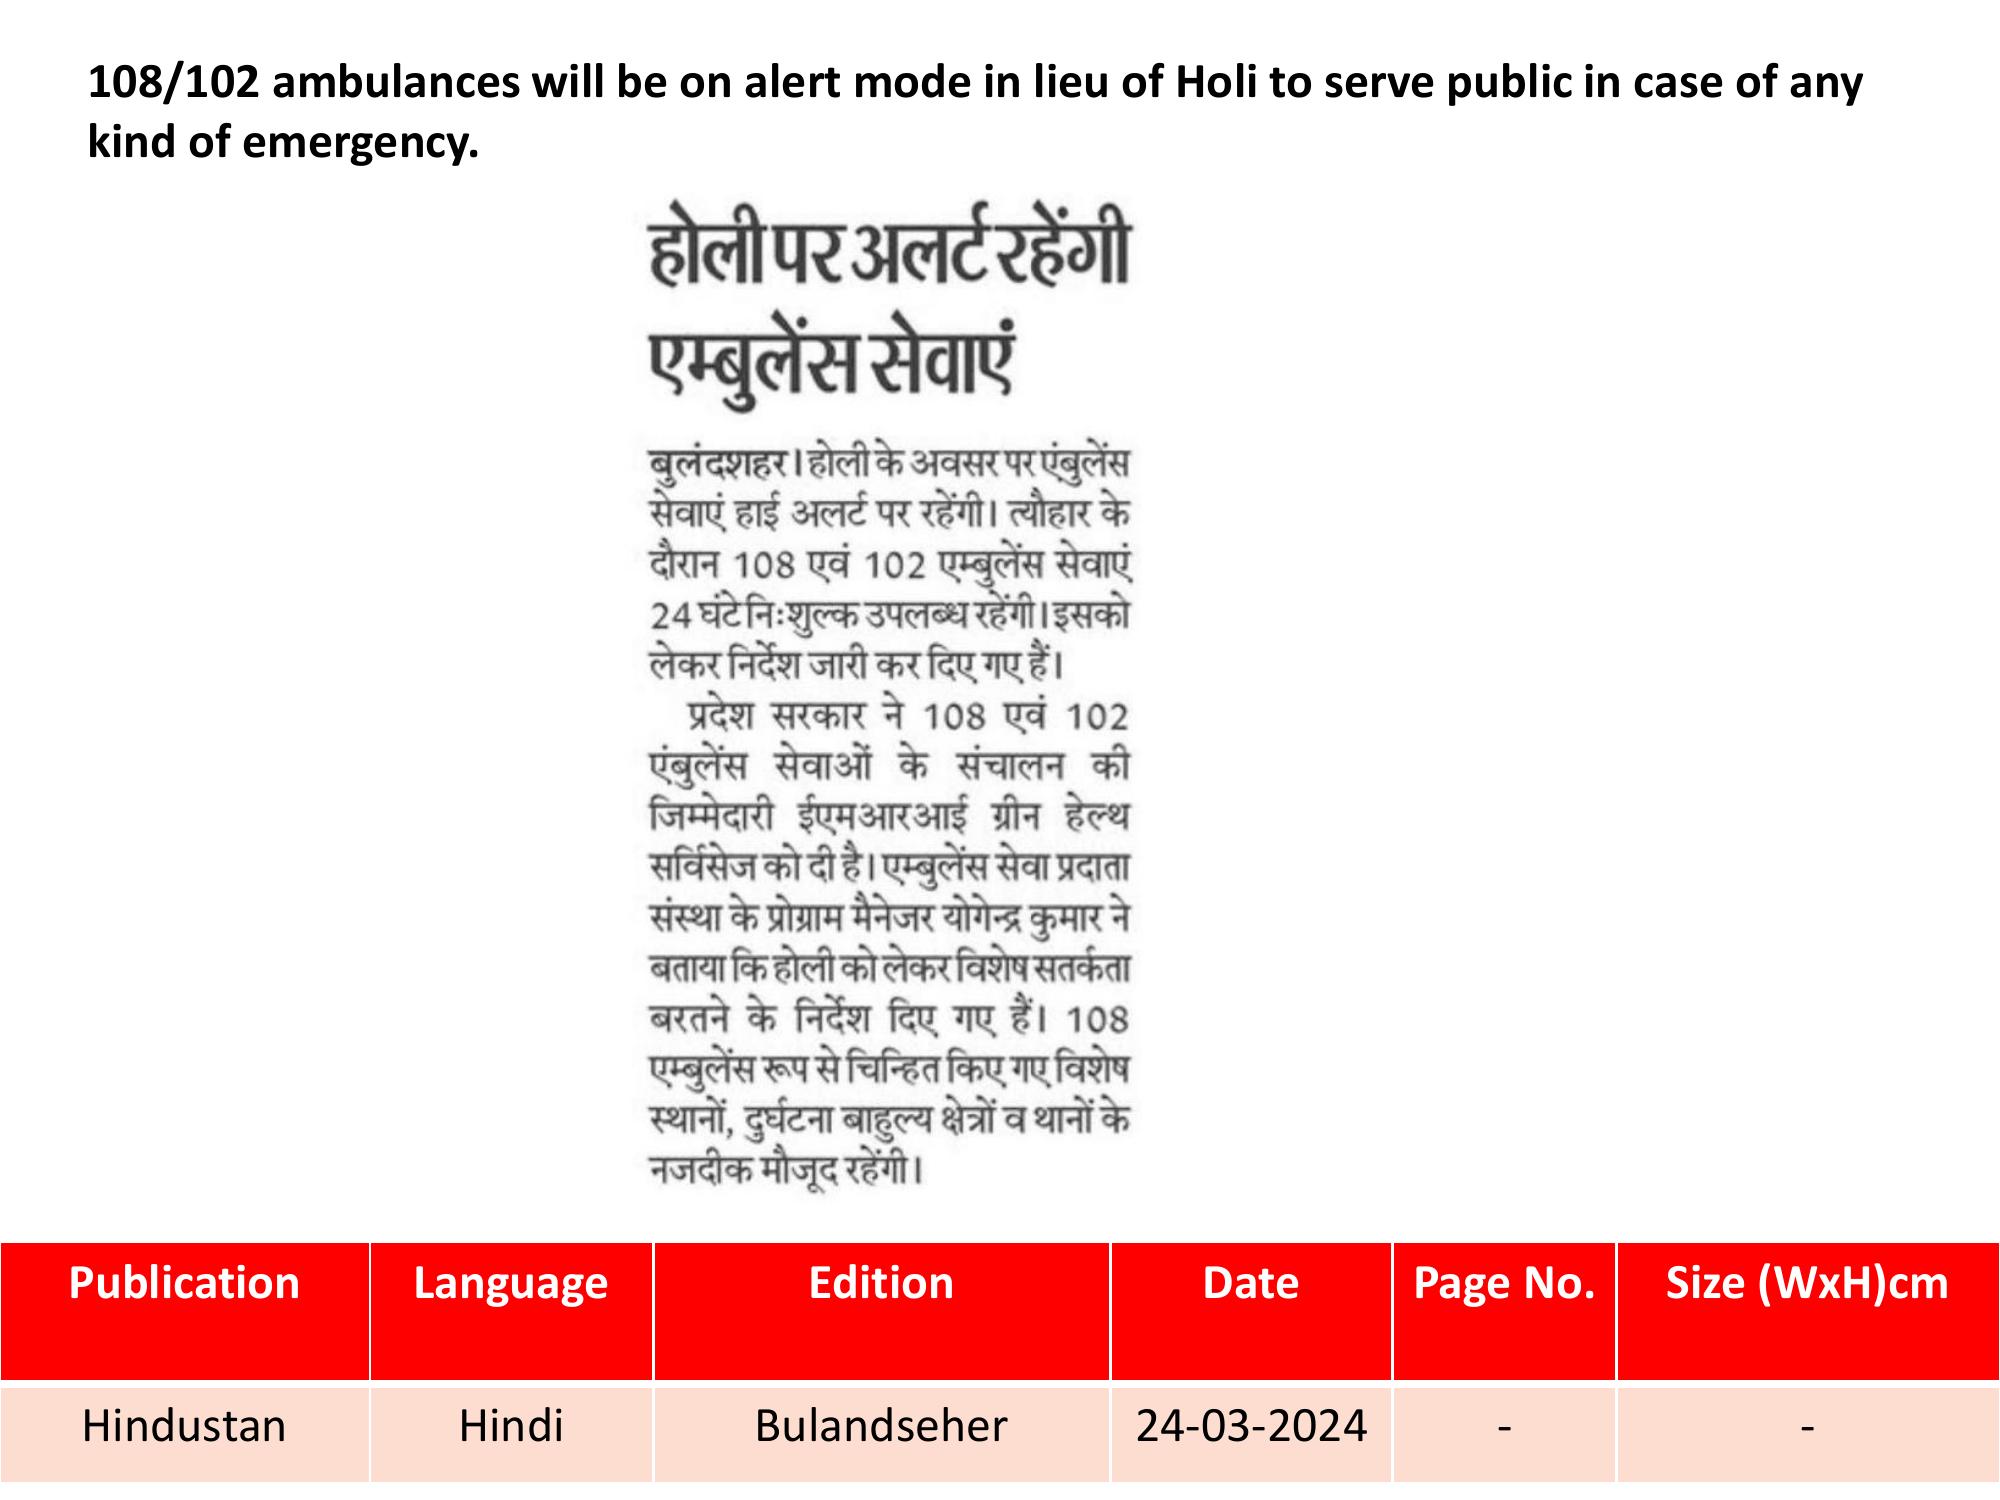 108/102 ambulances will be on alert mode in lieu of Holi to serve public in case of any
kind of emergency.
होली पर अलर्ट रहेंगी
एम्बुलेंस सेवाएं
बुलंदशहर। होली के अवसर पर एंबुलेंस
सेवाएं हाई अलर्ट पर रहेंगी। त्यौहार के
दौरान 108 एवं 102 एम्बुलेंस सेवाएं
24 घंटे निःशुल्क उपलब्ध रहेंगी। इसको
लेकर निर्देश जारी कर दिए गए हैं।
प्रदेश सरकार ने 108 एवं 102
एंबुलेंस सेवाओं के संचालन की
जिम्मेदारी ईएमआरआई ग्रीन हेल्थ
सर्विसेज को दी है। एम्बुलेंस सेवा प्रदाता
संस्था के प्रोग्राम मैनेजर योगेन्द्र कुमार ने
बताया कि होली को लेकर विशेष सतर्कता
बरतने के निर्देश दिए गए हैं। 108
एम्बुलेंस रूप से चिन्हित किए गए विशेष
स्थानों, दुर्घटना बाहुल्य क्षेत्रों व थानों के
नजदीक मौजूद रहेंगी।
Publication Language Edition Date Page No. Size (WxH)cm
Hindustan Hindi Bulandseher 24-03-2024 - -